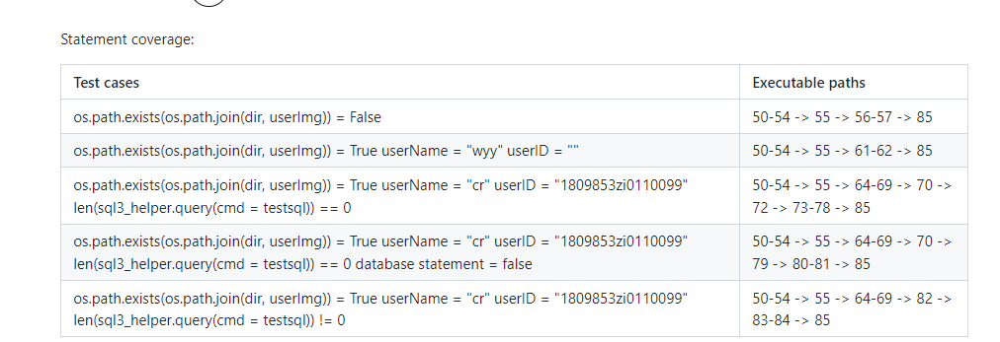 Statement coverage:
Test cases Executable paths
os.path.exists(os.path.join(dir, userImg)) = False 50-54 -> 55 -> 56-57 -> 85
os.path.exists(os.path.join(dir, userImg)) = True userName = "wyy" userID = "" 50-54 -> 55 -> 61-62 -> 85
os.path.exists(os.path.join(dir, userImg)) = True userName = "cr" userID = "1809853zi0110099" 50-54 -> 55 -> 64-69 -> 70 ->
len(sql3_helper.query(cmd = testsql)) == 0 72 -> 73-78 -> 85
os.path.exists(os.path.join(dir, userImg)) = True userName = "cr" userID = "1809853zi0110099" 50-54 -> 55 -> 64-69 -> 70 ->
len(sql3_helper.query(cmd = testsql)) == 0 database statement = false 79 -> 80-81 -> 85
os.path.exists(os.path.join(dir, userImg)) = True userName = "cr" userID = "1809853zi0110099" 50-54 -> 55 -> 64-69 -> 82 ->
len(sql3_helper.query(cmd = testsql)) != 0 83-84 -> 85